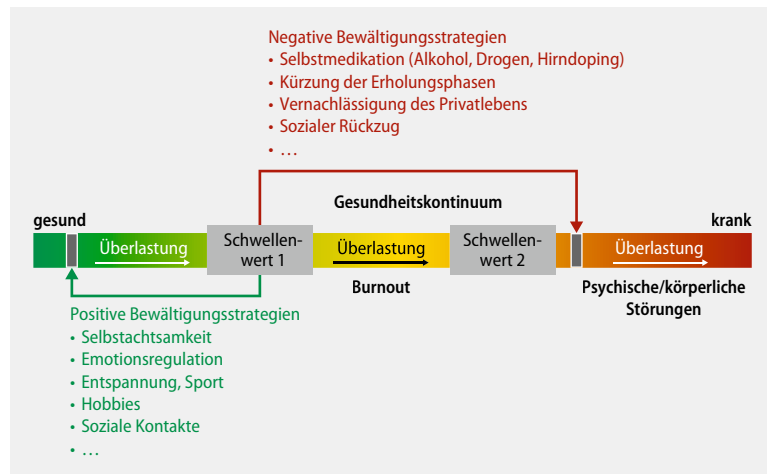 Negative Bewältigungsstrategien
• Selbstmedikation (Alkohol, Drogen, Hirndoping)
• Kürzung der Erholungsphasen
• Vernachlässigung des Privatlebens
• Sozialer Rückzug
• …
Gesundheitskontinuum
gesund
krank
Überlastung
Schwellen-
wert 1
Überlastung
Schwellen-
wert 2
Überlastung
Burnout
Psychische/körperliche
Störungen
Positive Bewältigungsstrategien
• Selbstachtsamkeit
• Emotionsregulation
• Entspannung, Sport
• Hobbies
• Soziale Kontakte
• …